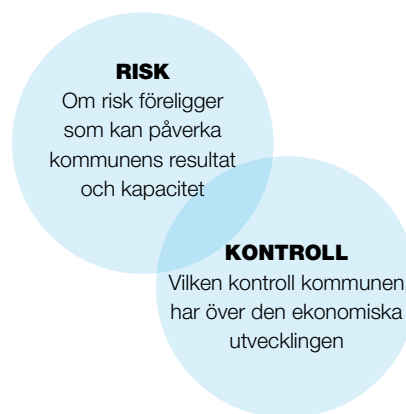 RISK
Om risk föreligger
som kan påverka
kommunens resultat
och kapacitet
KONTROLL
Vilken kontroll kommunen
har över den ekonomiska
utvecklingen